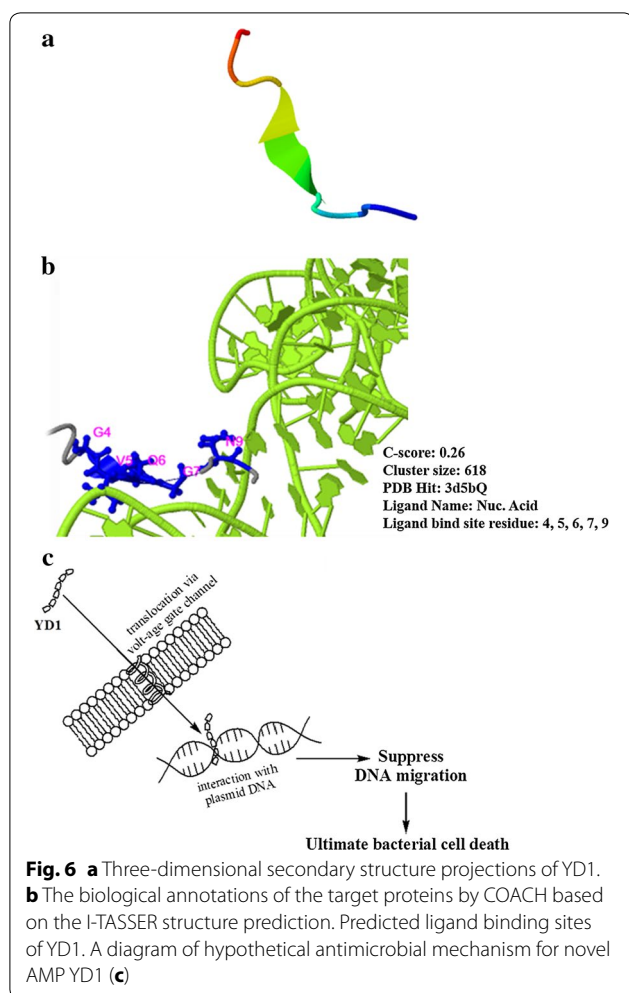 a
b
G4
V5
Q6
G7
N9
C-score: 0.26
Cluster size: 618
PDB Hit: 3d5bQ
Ligand Name: Nuc. Acid
Ligand bind site residue: 4, 5, 6, 7, 9
c
YD1
translocation via
volt-age gate channel
interaction with
plasmid DNA
Suppress
DNA migration
Ultimate bacterial cell death
Fig. 6 a Three-dimensional secondary structure projections of YD1.
b The biological annotations of the target proteins by COACH based
on the I-TASSER structure prediction. Predicted ligand binding sites
of YD1. A diagram of hypothetical antimicrobial mechanism for novel
AMP YD1 (c)